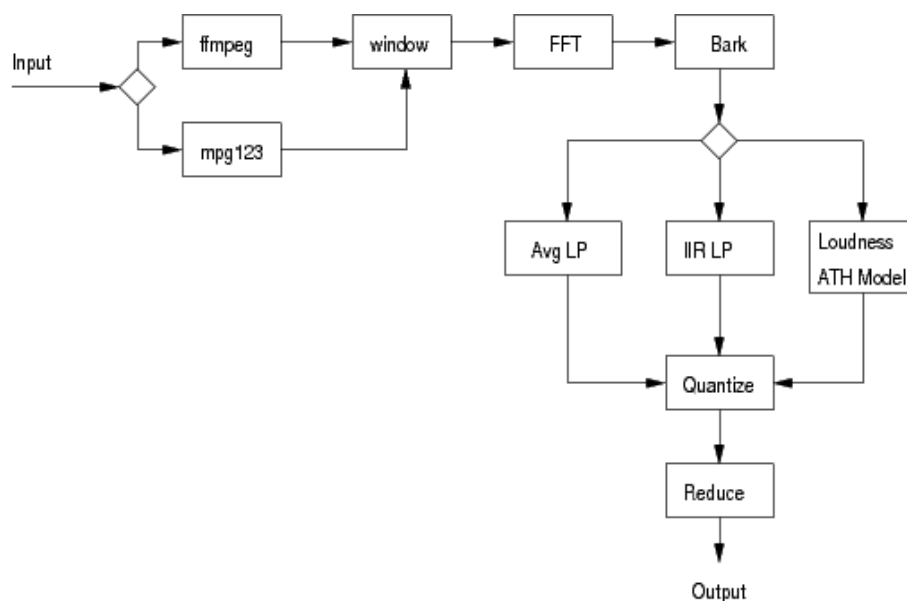 Input
ffmpeg
window
FFT
Bark
mpg123
Avg LP
IIR LP
Loudness
ATH Model
Quantize
Reduce
Output